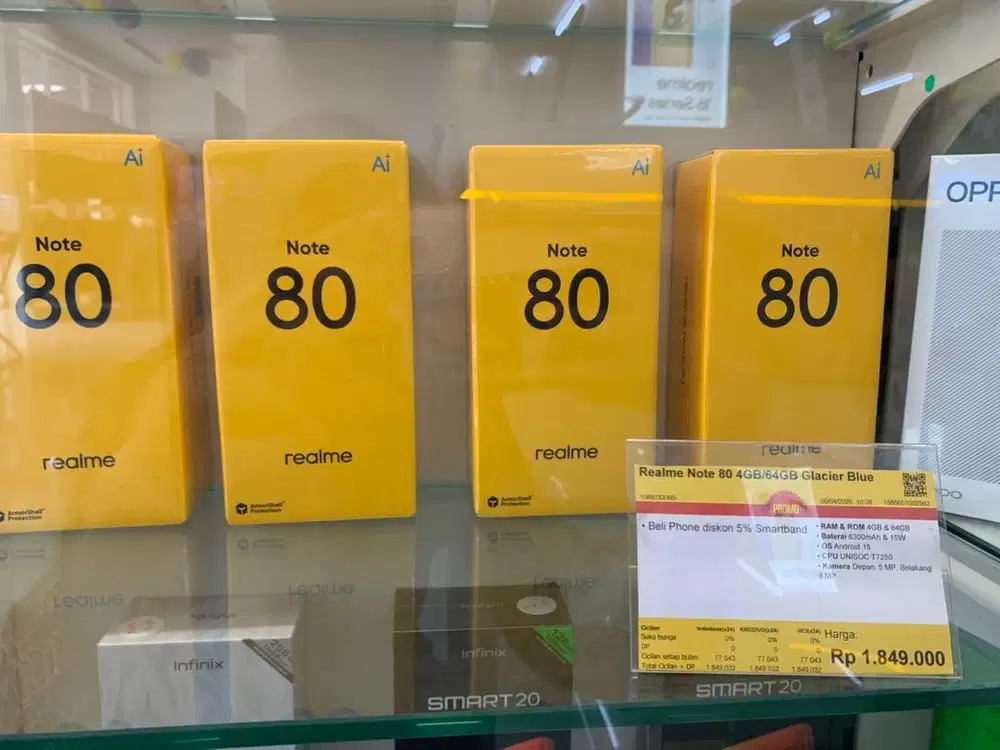 realme
16 Series
Ai
Note
80
realme
ArmorShell
Protection
Ai
Note
80
realme
ArmorShell
Protection
Ai
Note
80
realme
ArmorShell
Protection
Ai
Note
80
realme
OPP
Realme Note 80 4GB/64GB Glacier Blue
PROMO
• Beli Phone diskon 5% Smartband
• RAM & ROM 4GB & 64GB
• Baterai 6300mAh & 15W
• OS Android 15
• CPU UNISOC T7250
• Kamera Depan. 5 MP, Belakang
8 MP
Cicilan
Suku bunga 0% 0% 0%
DP 0 0 0
Cicilan setiap bulan 77.043 77.043 77.043
Total Cicilan + DP 1.849.032 1.849.032 1.849.032
Harga:
Rp 1.849.000
Infinix
Infinix
SMART 20
SMART 20